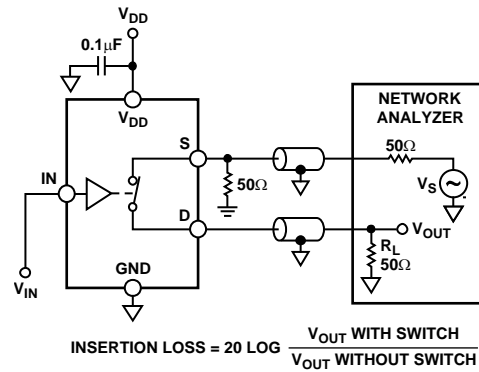 VDD
0.1µF
VDD
NETWORK
ANALYZER
S
50Ω
IN
50Ω
VS
D
VOUT
RL
50Ω
GND
VIN
INSERTION LOSS = 20 LOG VOUT WITH SWITCH
VOUT WITHOUT SWITCH